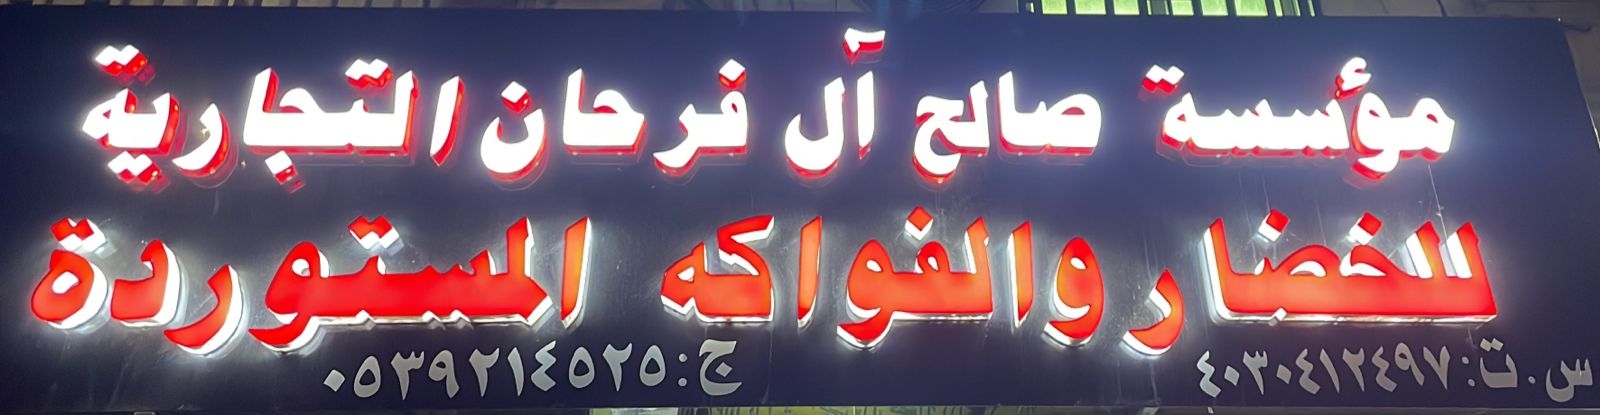 مؤسسة صالح آل فرحان التجارية
للخضار والفواكه المستوردة
س.ت: ٤٠٣٠٤١٢٤٩٧ ج: ٠٥٣٩٢١٤٥٢٥